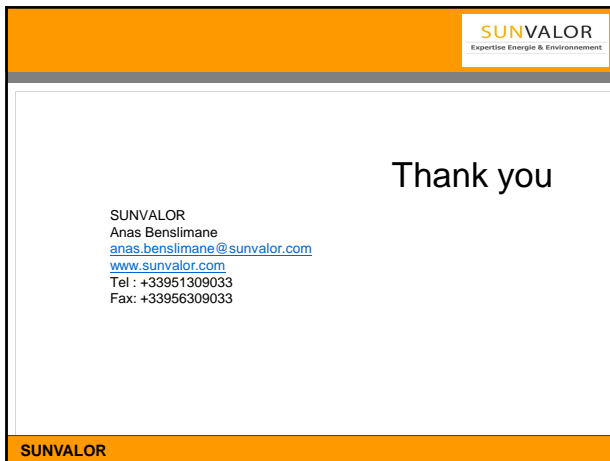 SUNVALOR
Expertise Energie & Environnement
Thank you
SUNVALOR
Anas Benslimane
anas.benslimane@sunvalor.com
www.sunvalor.com
Tel : +33951309033
Fax: +33956309033
SUNVALOR